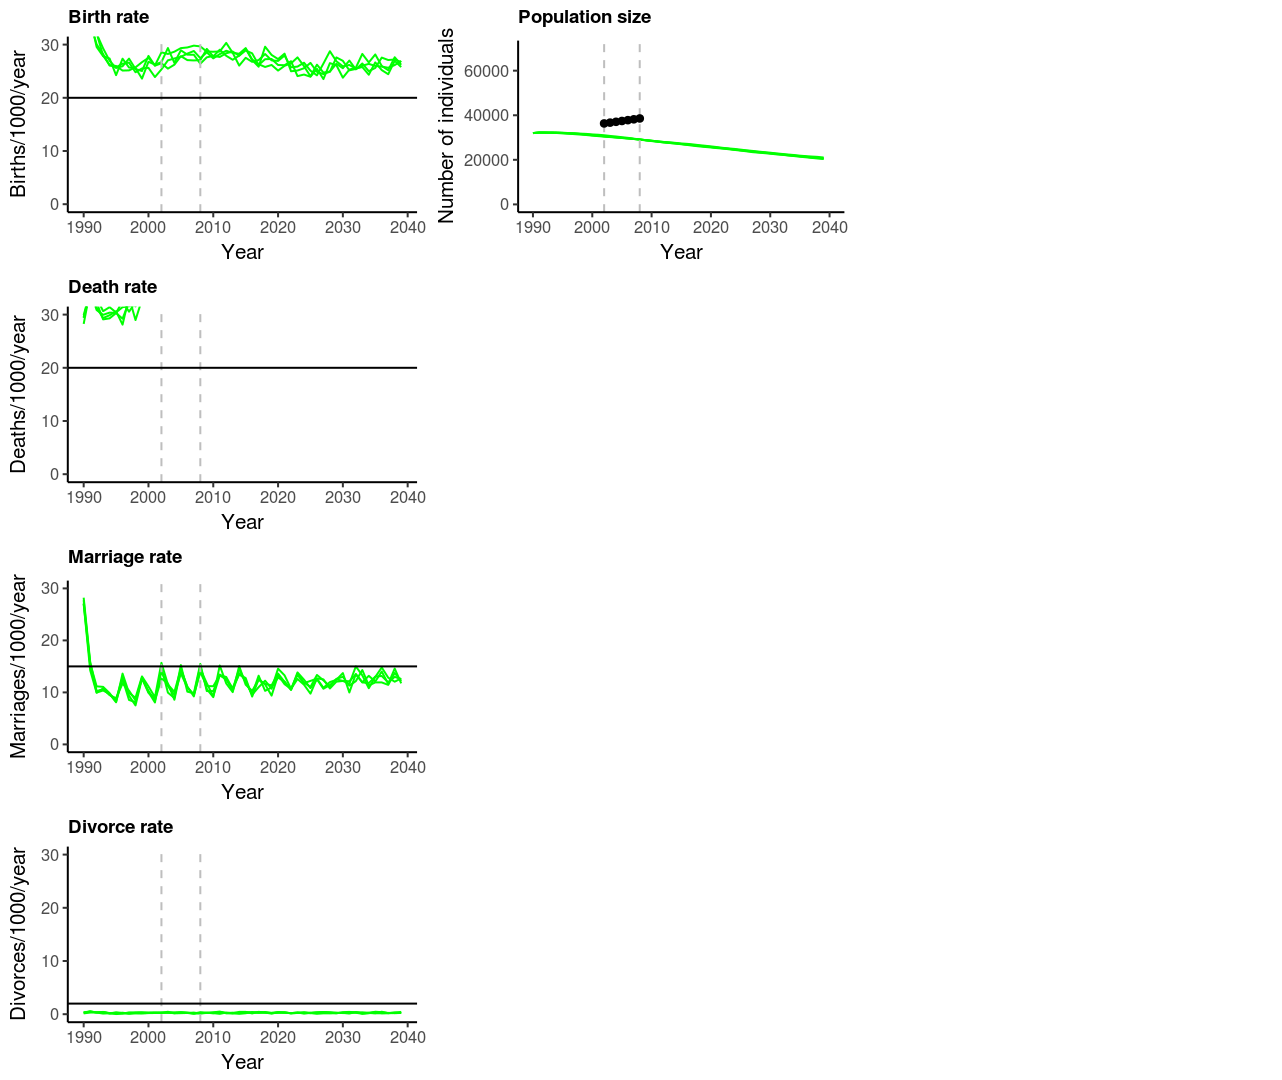 Birth rate
Births/1000/year
30
20
10
0
1990 2000 2010 2020 2030 2040
Year
Population size
Number of individuals
60000
40000
20000
0
1990 2000 2010 2020 2030 2040
Year
Death rate
Deaths/1000/year
30
20
10
0
1990 2000 2010 2020 2030 2040
Year
Marriage rate
Marriages/1000/year
30
20
10
0
1990 2000 2010 2020 2030 2040
Year
Divorce rate
Divorces/1000/year
30
20
10
0
1990 2000 2010 2020 2030 2040
Year